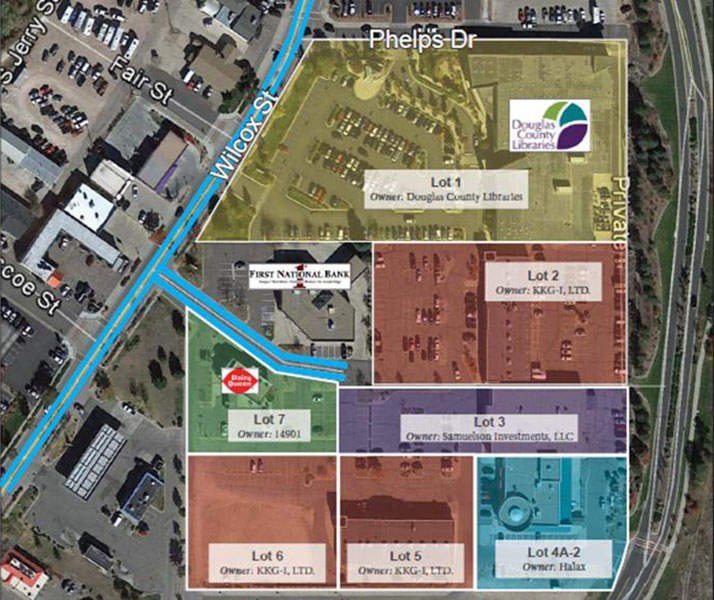 Phelps Dr
S Jerry St
Fair St
Wilcox St
Douglas
County
Libraries
Lot 1
Owner: Douglas County Libraries
Private
FIRST NATIONAL BANK
Lot 2
Owner: KKG-I, LTD.
scoe St
Dairy
Queen
Lot 7
Owner: 14901
Lot 3
Owner: Samuelson Investments, LLC
Lot 6
Owner: KKG-I, LTD.
Lot 5
Owner: KKG-I, LTD.
Lot 4A-2
Owner: Halax